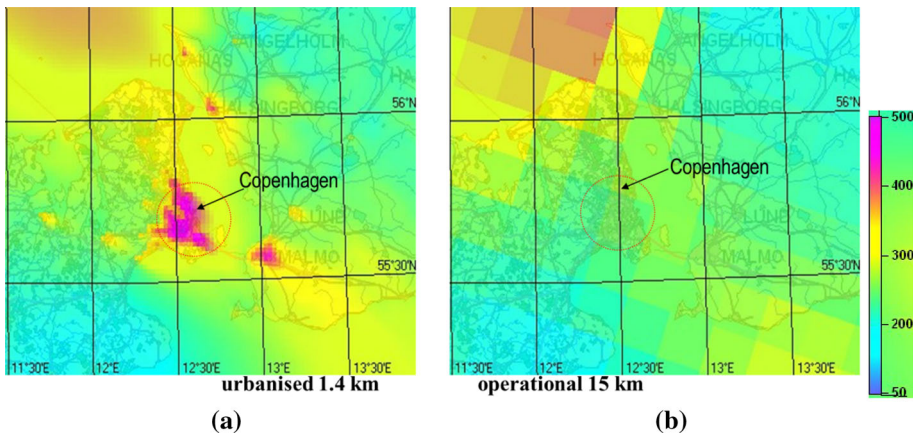 HOGANAS
ANGELHOLM
HA
HALSINGBORG
56°N
Copenhagen
LUNE
MALMO
55°30'N
11°30'E
12°E
12°30'E
13°E
13°30'E
urbanised 1.4 km
(a)
HOGANAS
ANGELHOLM
HA
HALSINGBORG
56°N
Copenhagen
LUNE
MALMO
55°30'N
11°30'E
12°E
12°30'E
13°E
13°30'E
operational 15 km
(b)
500
400
300
200
50